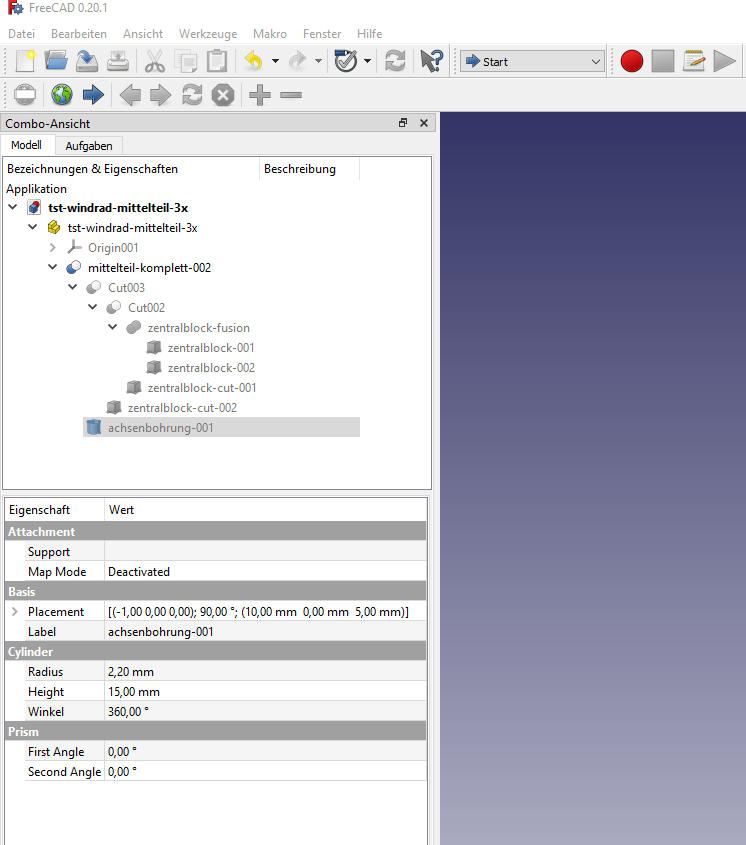 FreeCAD 0.20.1
Datei Bearbeiten Ansicht Werkzeuge Makro Fenster Hilfe
Start
Combo-Ansicht
Modell Aufgaben
Bezeichnungen & Eigenschaften Beschreibung
Applikation
tst-windrad-mittelteil-3x
tst-windrad-mittelteil-3x
Origin001
mittelteil-komplett-002
Cut003
Cut002
zentralblock-fusion
zentralblock-001
zentralblock-002
zentralblock-cut-001
zentralblock-cut-002
achsenbohrung-001
Eigenschaft Wert
Attachment
Support
Map Mode Deactivated
Basis
Placement [(-1,00 0,00 0,00); 90,00 °; (10,00 mm 0,00 mm 5,00 mm)]
Label achsenbohrung-001
Cylinder
Radius 2,20 mm
Height 15,00 mm
Winkel 360,00 °
Prism
First Angle 0,00 °
Second Angle 0,00 °